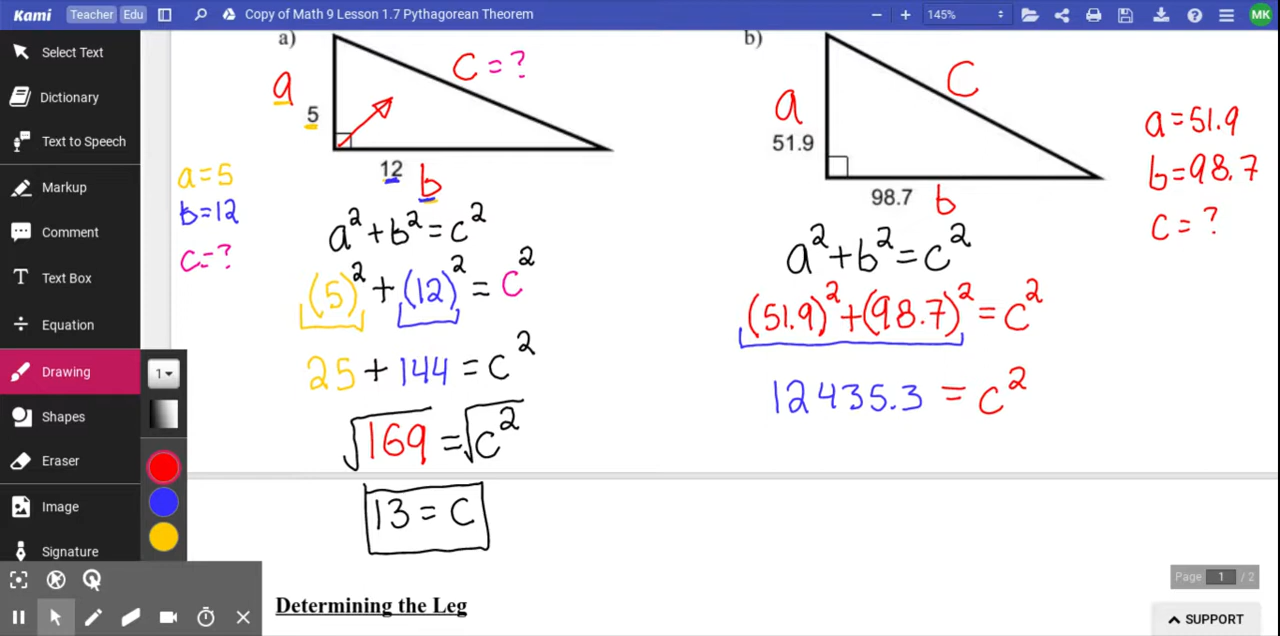 Kami Teacher Edu Copy of Math 9 Lesson 1.7 Pythagorean Theorem 145% MK
Select Text
Dictionary
Text to Speech
Markup
Comment
Text Box
Equation
Drawing
1
Shapes
Eraser
Image
Signature
a)
c = ?
a
5
12
b
a = 5
b = 12
c = ?
a² + b² = c²
(5)² + (12)² = c²
25 + 144 = c²
√169 = √c²
13 = c
b)
C
a
51.9
98.7
b
a = 51.9
b = 98.7
c = ?
a² + b² = c²
(51.9)² + (98.7)² = c²
12435.3 = c²
Determining the Leg
Page 1 / 2
SUPPORT